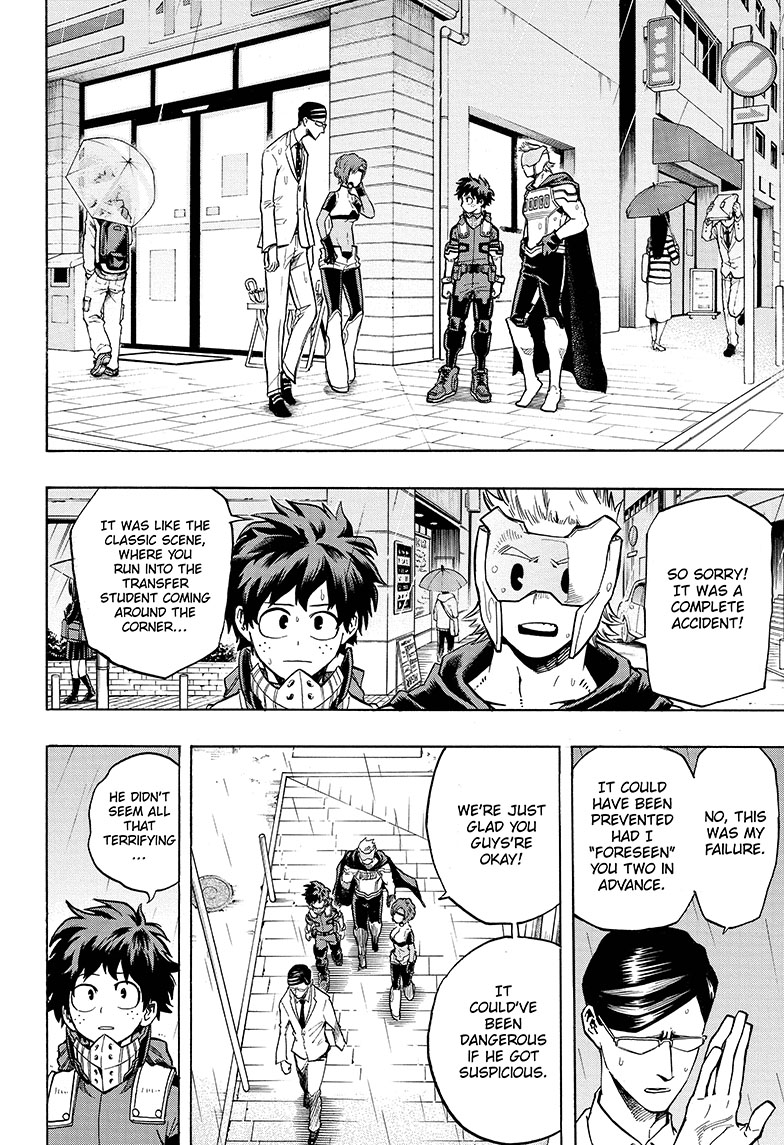 11
SO SORRY!
IT WAS A
COMPLETE
ACCIDENT!
IT WAS LIKE THE
CLASSIC SCENE,
WHERE YOU
RUN INTO THE
TRANSFER
STUDENT COMING
AROUND THE
CORNER...
NO, THIS
WAS MY
FAILURE.
IT COULD
HAVE BEEN
PREVENTED
HAD I
“FORESEEN”
YOU TWO IN
ADVANCE.
WE'RE JUST
GLAD YOU
GUYS'RE
OKAY!
IT
COULD'VE
BEEN
DANGEROUS
IF HE GOT
SUSPICIOUS.
HE DIDN'T
SEEM ALL
THAT
TERRIFYING
...